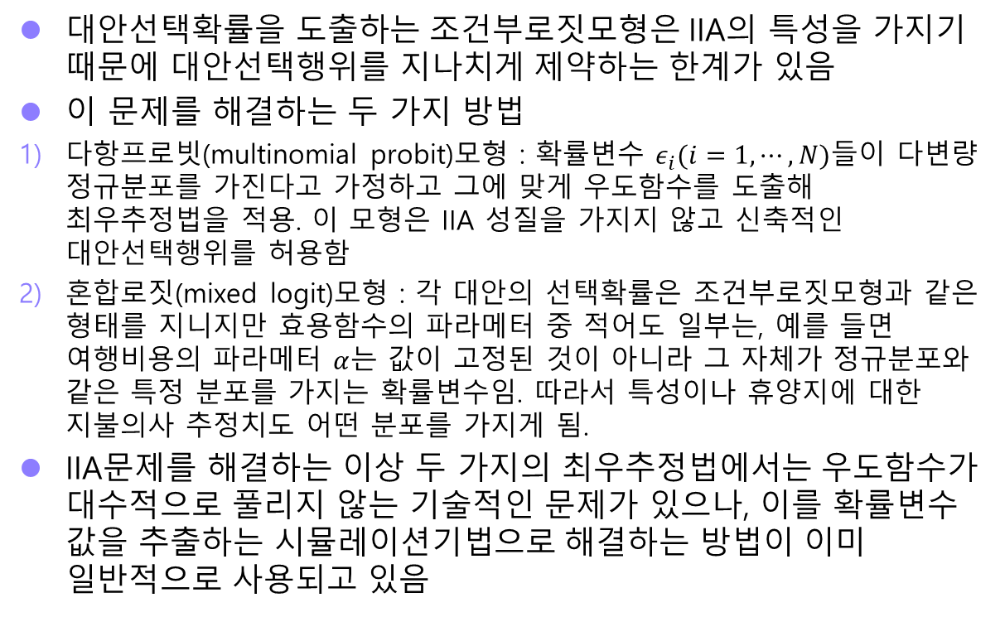 ● 대안선택확률을 도출하는 조건부로짓모형은 IIA의 특성을 가지기
때문에 대안선택행위를 지나치게 제약하는 한계가 있음
● 이 문제를 해결하는 두 가지 방법
1) 다항프로빗(multinomial probit)모형 : 확률변수 ϵᵢ(i = 1,⋯,N)들이 다변량
정규분포를 가진다고 가정하고 그에 맞게 우도함수를 도출해
최우추정법을 적용. 이 모형은 IIA 성질을 가지지 않고 신축적인
대안선택행위를 허용함
2) 혼합로짓(mixed logit)모형 : 각 대안의 선택확률은 조건부로짓모형과 같은
형태를 지니지만 효용함수의 파라메터 중 적어도 일부는, 예를 들면
여행비용의 파라메터 α는 값이 고정된 것이 아니라 그 자체가 정규분포와
같은 특정 분포를 가지는 확률변수임. 따라서 특성이나 휴양지에 대한
지불의사 추정치도 어떤 분포를 가지게 됨.
● IIA문제를 해결하는 이상 두 가지의 최우추정법에서는 우도함수가
대수적으로 풀리지 않는 기술적인 문제가 있으나, 이를 확률변수
값을 추출하는 시뮬레이션기법으로 해결하는 방법이 이미
일반적으로 사용되고 있음